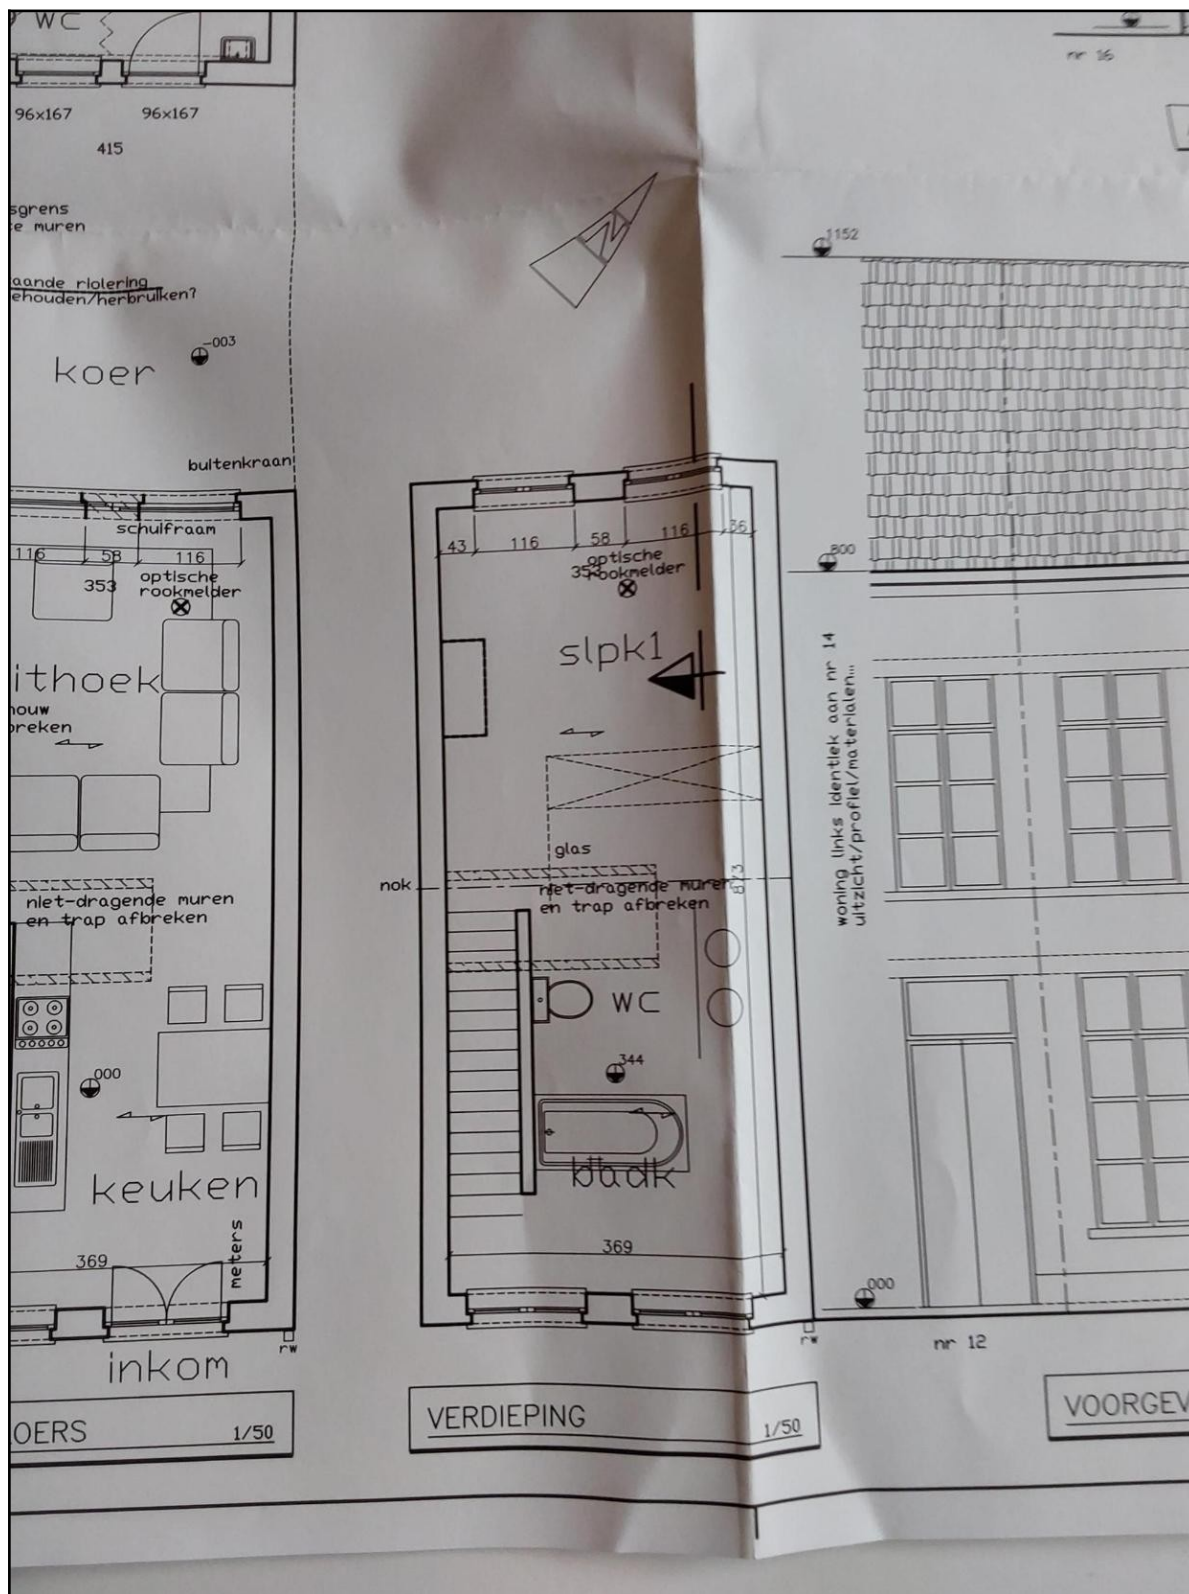 WC
nr 16
96x167
96x167
415
sgrens
e muren
aande riolering
ehouden/herbruiken?
-003
koer
buitenkraan
schuifraam
116
58
116
353
optische
rookmelder
ithoek
houw
breken
niet-dragende muren
en trap afbreken
000
keuken
369
meters
inkom
rw
OERS
1/50
N
43
116
58
116
36
optische
353
rookmelder
slpk1
glas
nok
niet-dragende muren
en trap afbreken
873
WC
344
badk
369
rw
VERDIEPING
1/50
1152
800
woning links identiek aan nr 14
uitzicht/profiel/materialen...
000
nr 12
VOORGEV